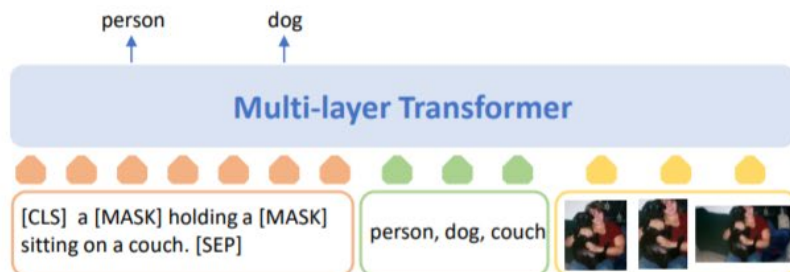 person dog
Multi-layer Transformer
[CLS] a [MASK] holding a [MASK]
sitting on a couch. [SEP]
person, dog, couch